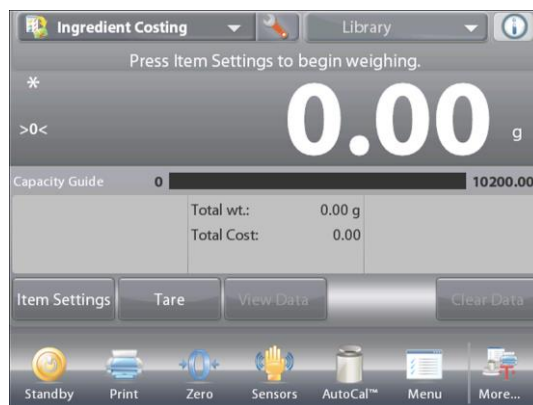 Ingredient Costing
Library
Press Item Settings to begin weighing.
*
>0<
0.00 g
Capacity Guide 0 10200.00
Total wt.: 0.00 g
Total Cost: 0.00
Item Settings Tare View Data Clear Data
Standby Print Zero Sensors AutoCal™ Menu More...